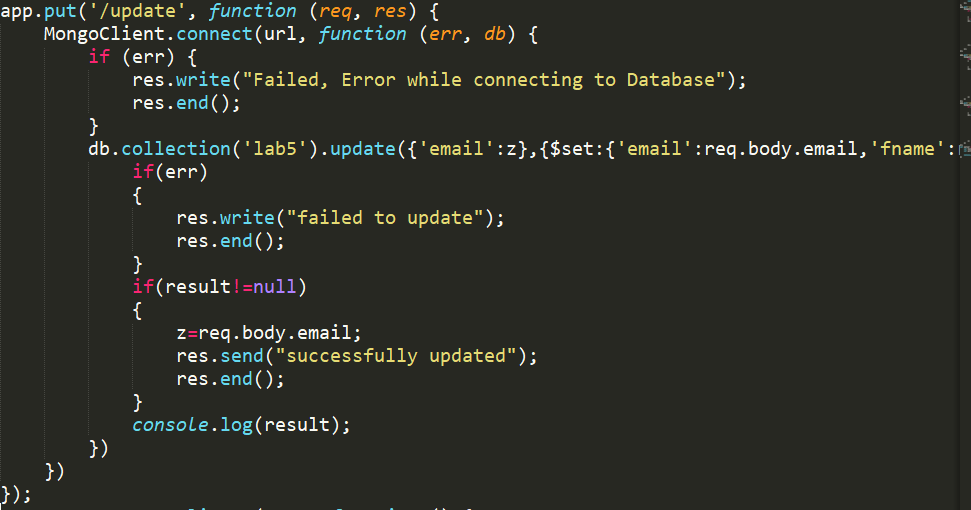 app.put('/update', function (req, res) {
    MongoClient.connect(url, function (err, db) {
        if (err) {
            res.write("Failed, Error while connecting to Database");
            res.end();
        }
        db.collection('lab5').update({'email':z},{$set:{'email':req.body.email,'fname':
            if(err)
            {
                res.write("failed to update");
                res.end();
            }
            if(result!=null)
            {
                z=req.body.email;
                res.send("successfully updated");
                res.end();
            }
            console.log(result);
        })
    })
});